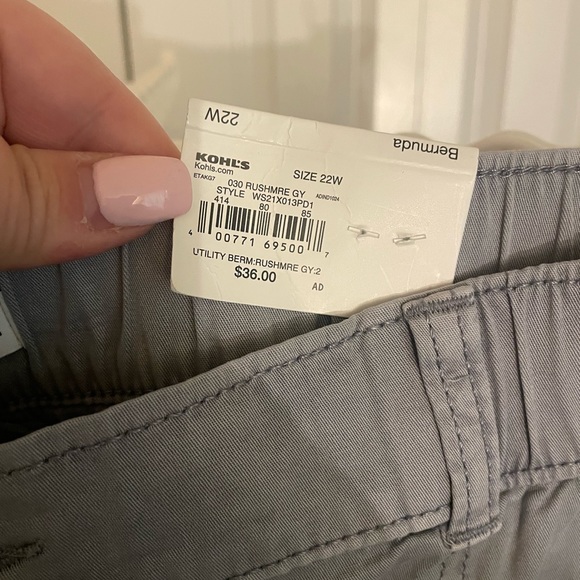 22W
Bermuda
KOHL'S
Kohls.com
SIZE 22W
ETAKG7
030 RUSHMRE GY
ADIND1024
STYLE WS21X013PD1
414 80 85
4 00771 69500 7
UTILITY BERM:RUSHMRE GY:2
$36.00
AD